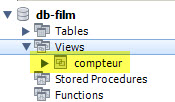 db-film
Tables
Views
compteur
Stored Procedures
Functions